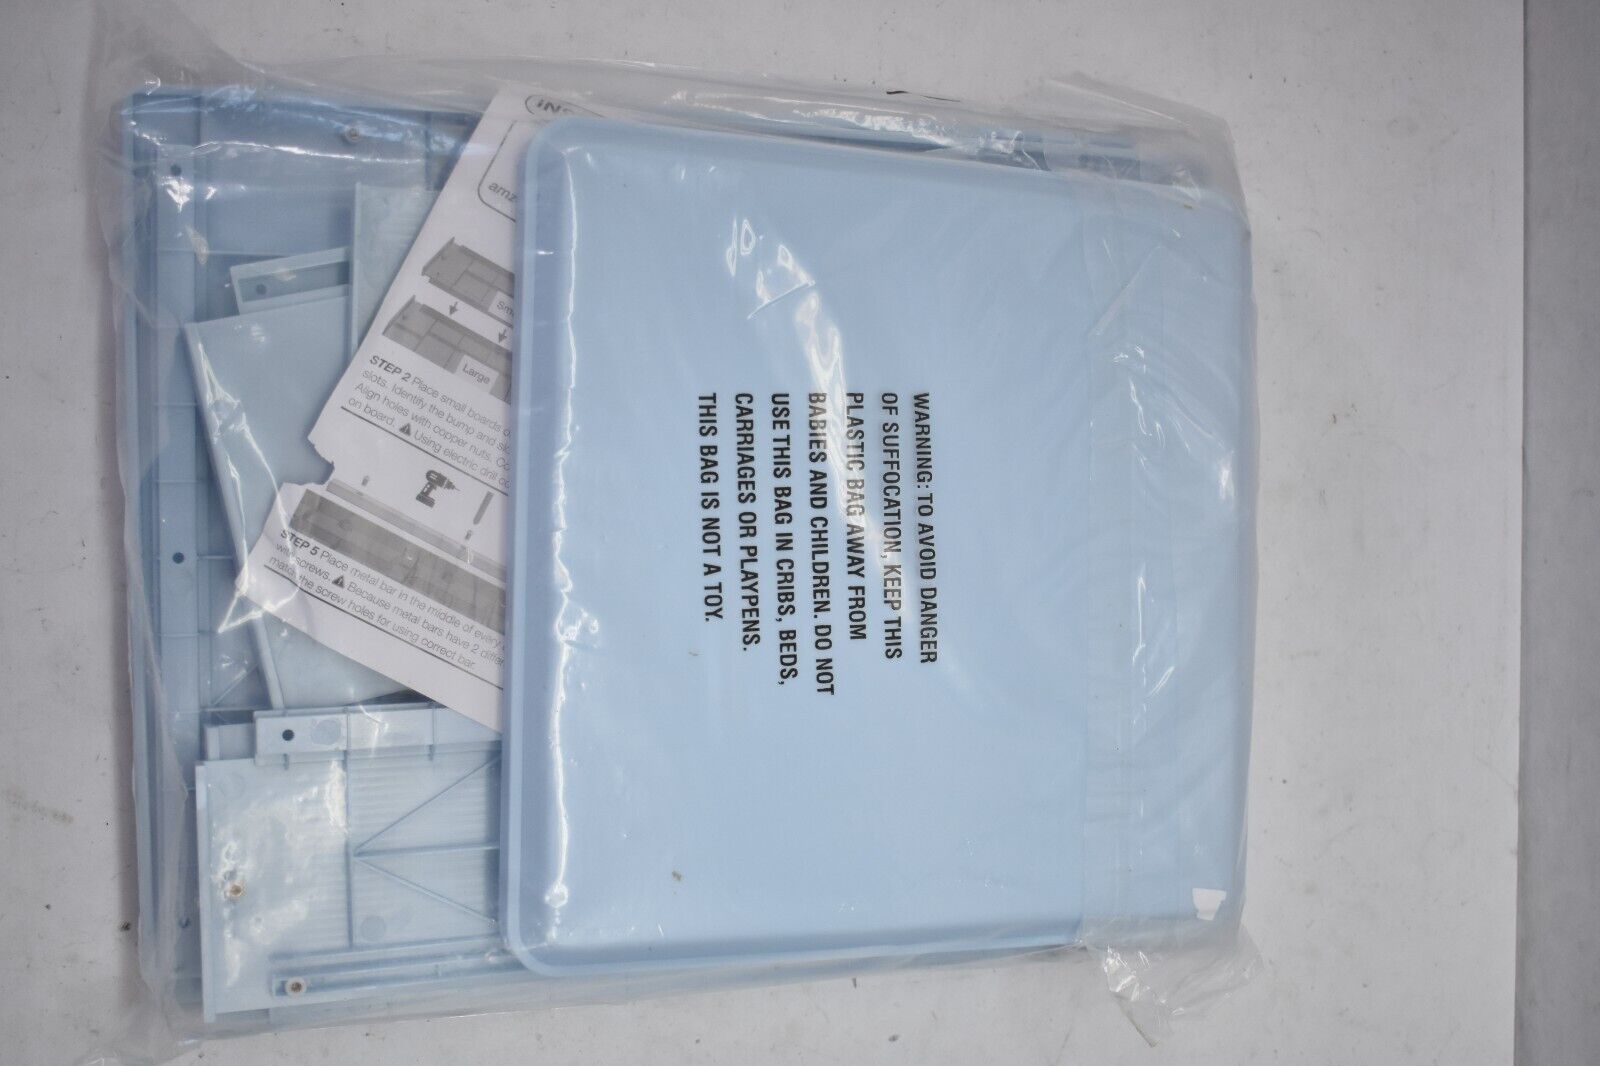 WARNING: TO AVOID DANGER
OF SUFFOCATION, KEEP THIS
PLASTIC BAG AWAY FROM
BABIES AND CHILDREN. DO NOT
USE THIS BAG IN CRIBS, BEDS,
CARRIAGES OR PLAYPENS.
THIS BAG IS NOT A TOY.
Large
STEP 2 Place small boards
slots. Identify the bump and
Align holes with copper nuts.
on board. ⚠ Using electric drill
STEP 5 Place metal bar in the middle of every
with screws. ⚠ Because metal bars have 2
match the screw holes for using correct bar.